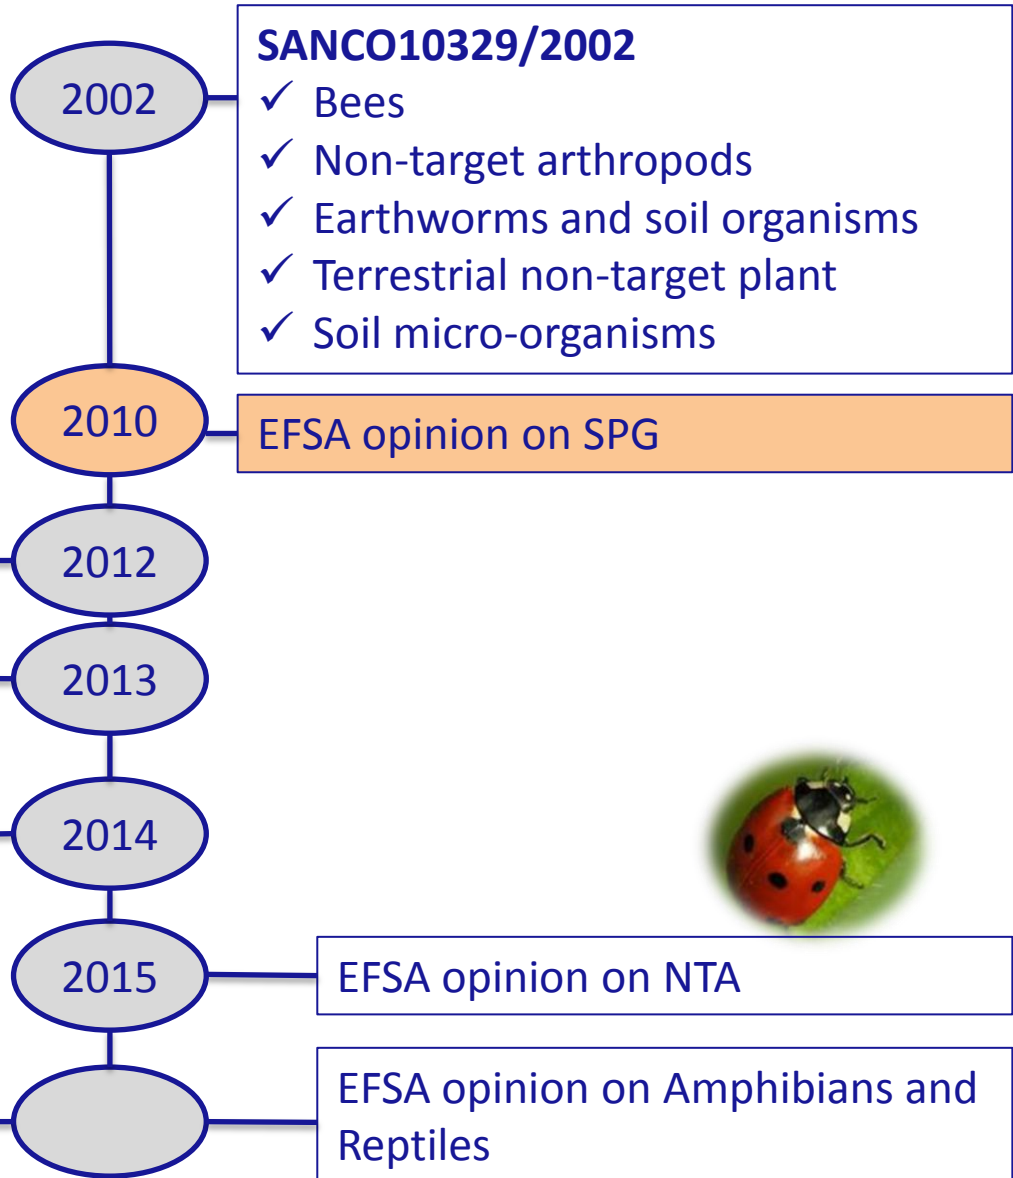 2002
SANCO10329/2002
✓ Bees
✓ Non-target arthropods
✓ Earthworms and soil organisms
✓ Terrestrial non-target plant
✓ Soil micro-organisms
2010
EFSA opinion on SPG
2012
2013
2014
2015
EFSA opinion on NTA
EFSA opinion on Amphibians and
Reptiles